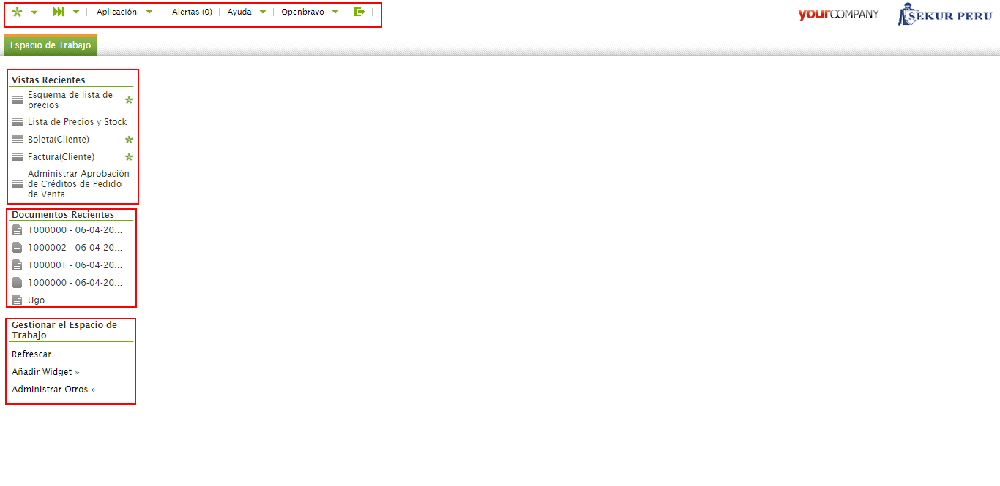 Aplicación Alertas (0) Ayuda Openbravo
yourCOMPANY SEKUR PERU
Espacio de Trabajo
Vistas Recientes
Esquema de lista de
precios
Lista de Precios y Stock
Boleta(Cliente)
Factura(Cliente)
Administrar Aprobación
de Créditos de Pedido
de Venta
Documentos Recientes
1000000 - 06-04-20...
1000002 - 06-04-20...
1000001 - 06-04-20...
1000000 - 06-04-20...
Ugo
Gestionar el Espacio de
Trabajo
Refrescar
Añadir Widget »
Administrar Otros »